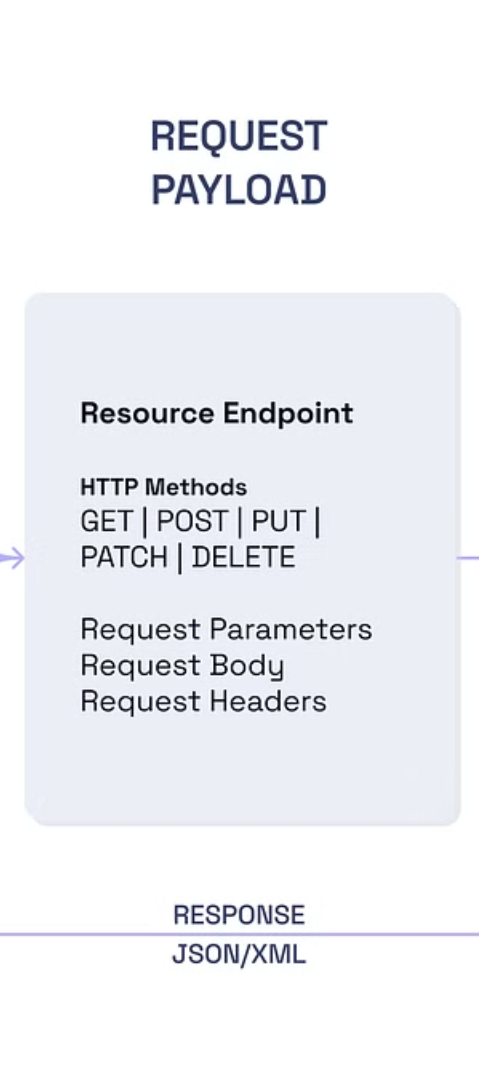 REQUEST
PAYLOAD
Resource Endpoint
HTTP Methods
GET | POST | PUT |
PATCH | DELETE
Request Parameters
Request Body
Request Headers
RESPONSE
JSON/XML